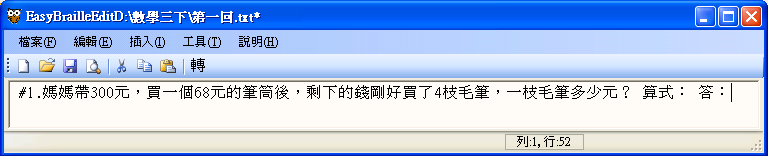 EasyBrailleEditD:\數學三下\第一回.txt*
檔案(F) 編輯(E) 插入(I) 工具(T) 說明(H)
轉
#1.媽媽帶300元，買一個68元的筆筒後，剩下的錢剛好買了4枝毛筆，一枝毛筆多少元？ 算式： 答：
列:1, 行:52